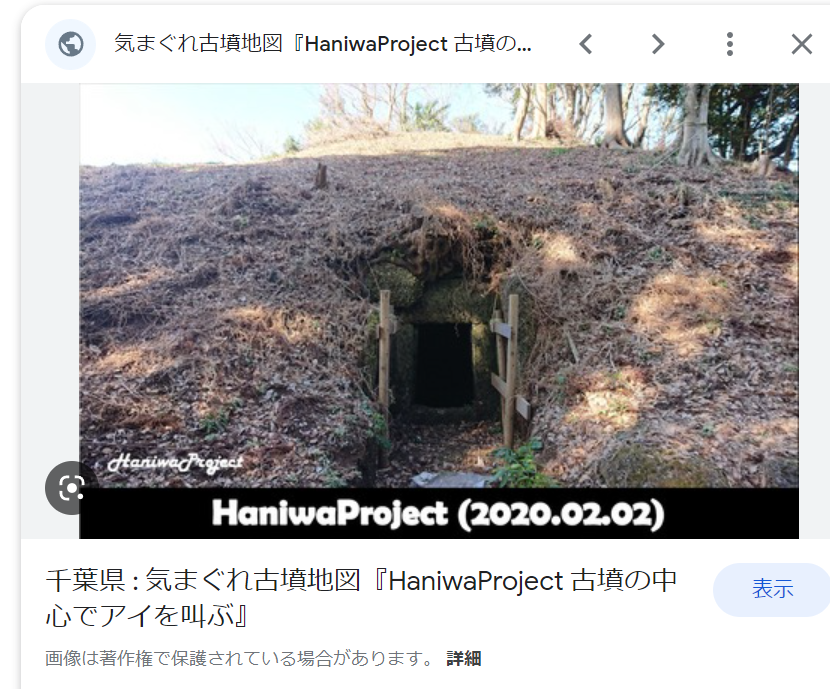 気まぐれ古墳地図『HaniwaProject 古墳の...
HaniwaProject
HaniwaProject (2020.02.02)
千葉県 : 気まぐれ古墳地図『HaniwaProject 古墳の中
心でアイを叫ぶ』
表示
画像は著作権で保護されている場合があります。 詳細